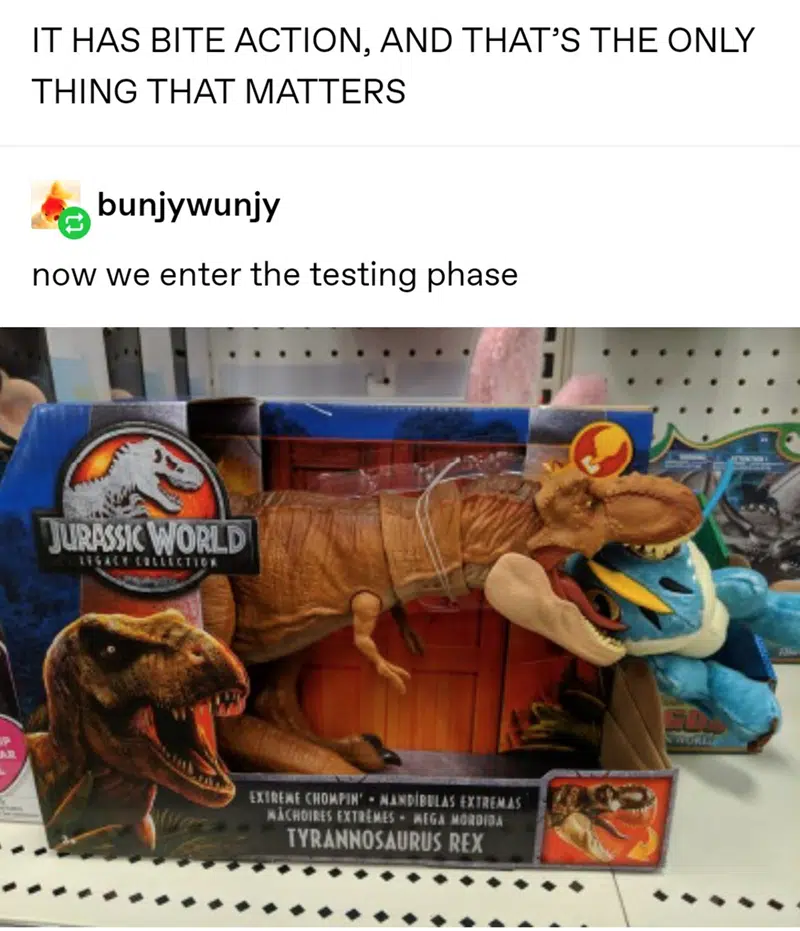 IT HAS BITE ACTION, AND THAT'S THE ONLY
THING THAT MATTERS
bunjywunjy
now we enter the testing phase
JURASSIC WORLD
LEGACY COLLECTION
EXTREME CHOMPIN' • MANDÍBULAS EXTREMAS
MÂCHOIRES EXTRÊMES • MEGA MORDIDA
TYRANNOSAURUS REX